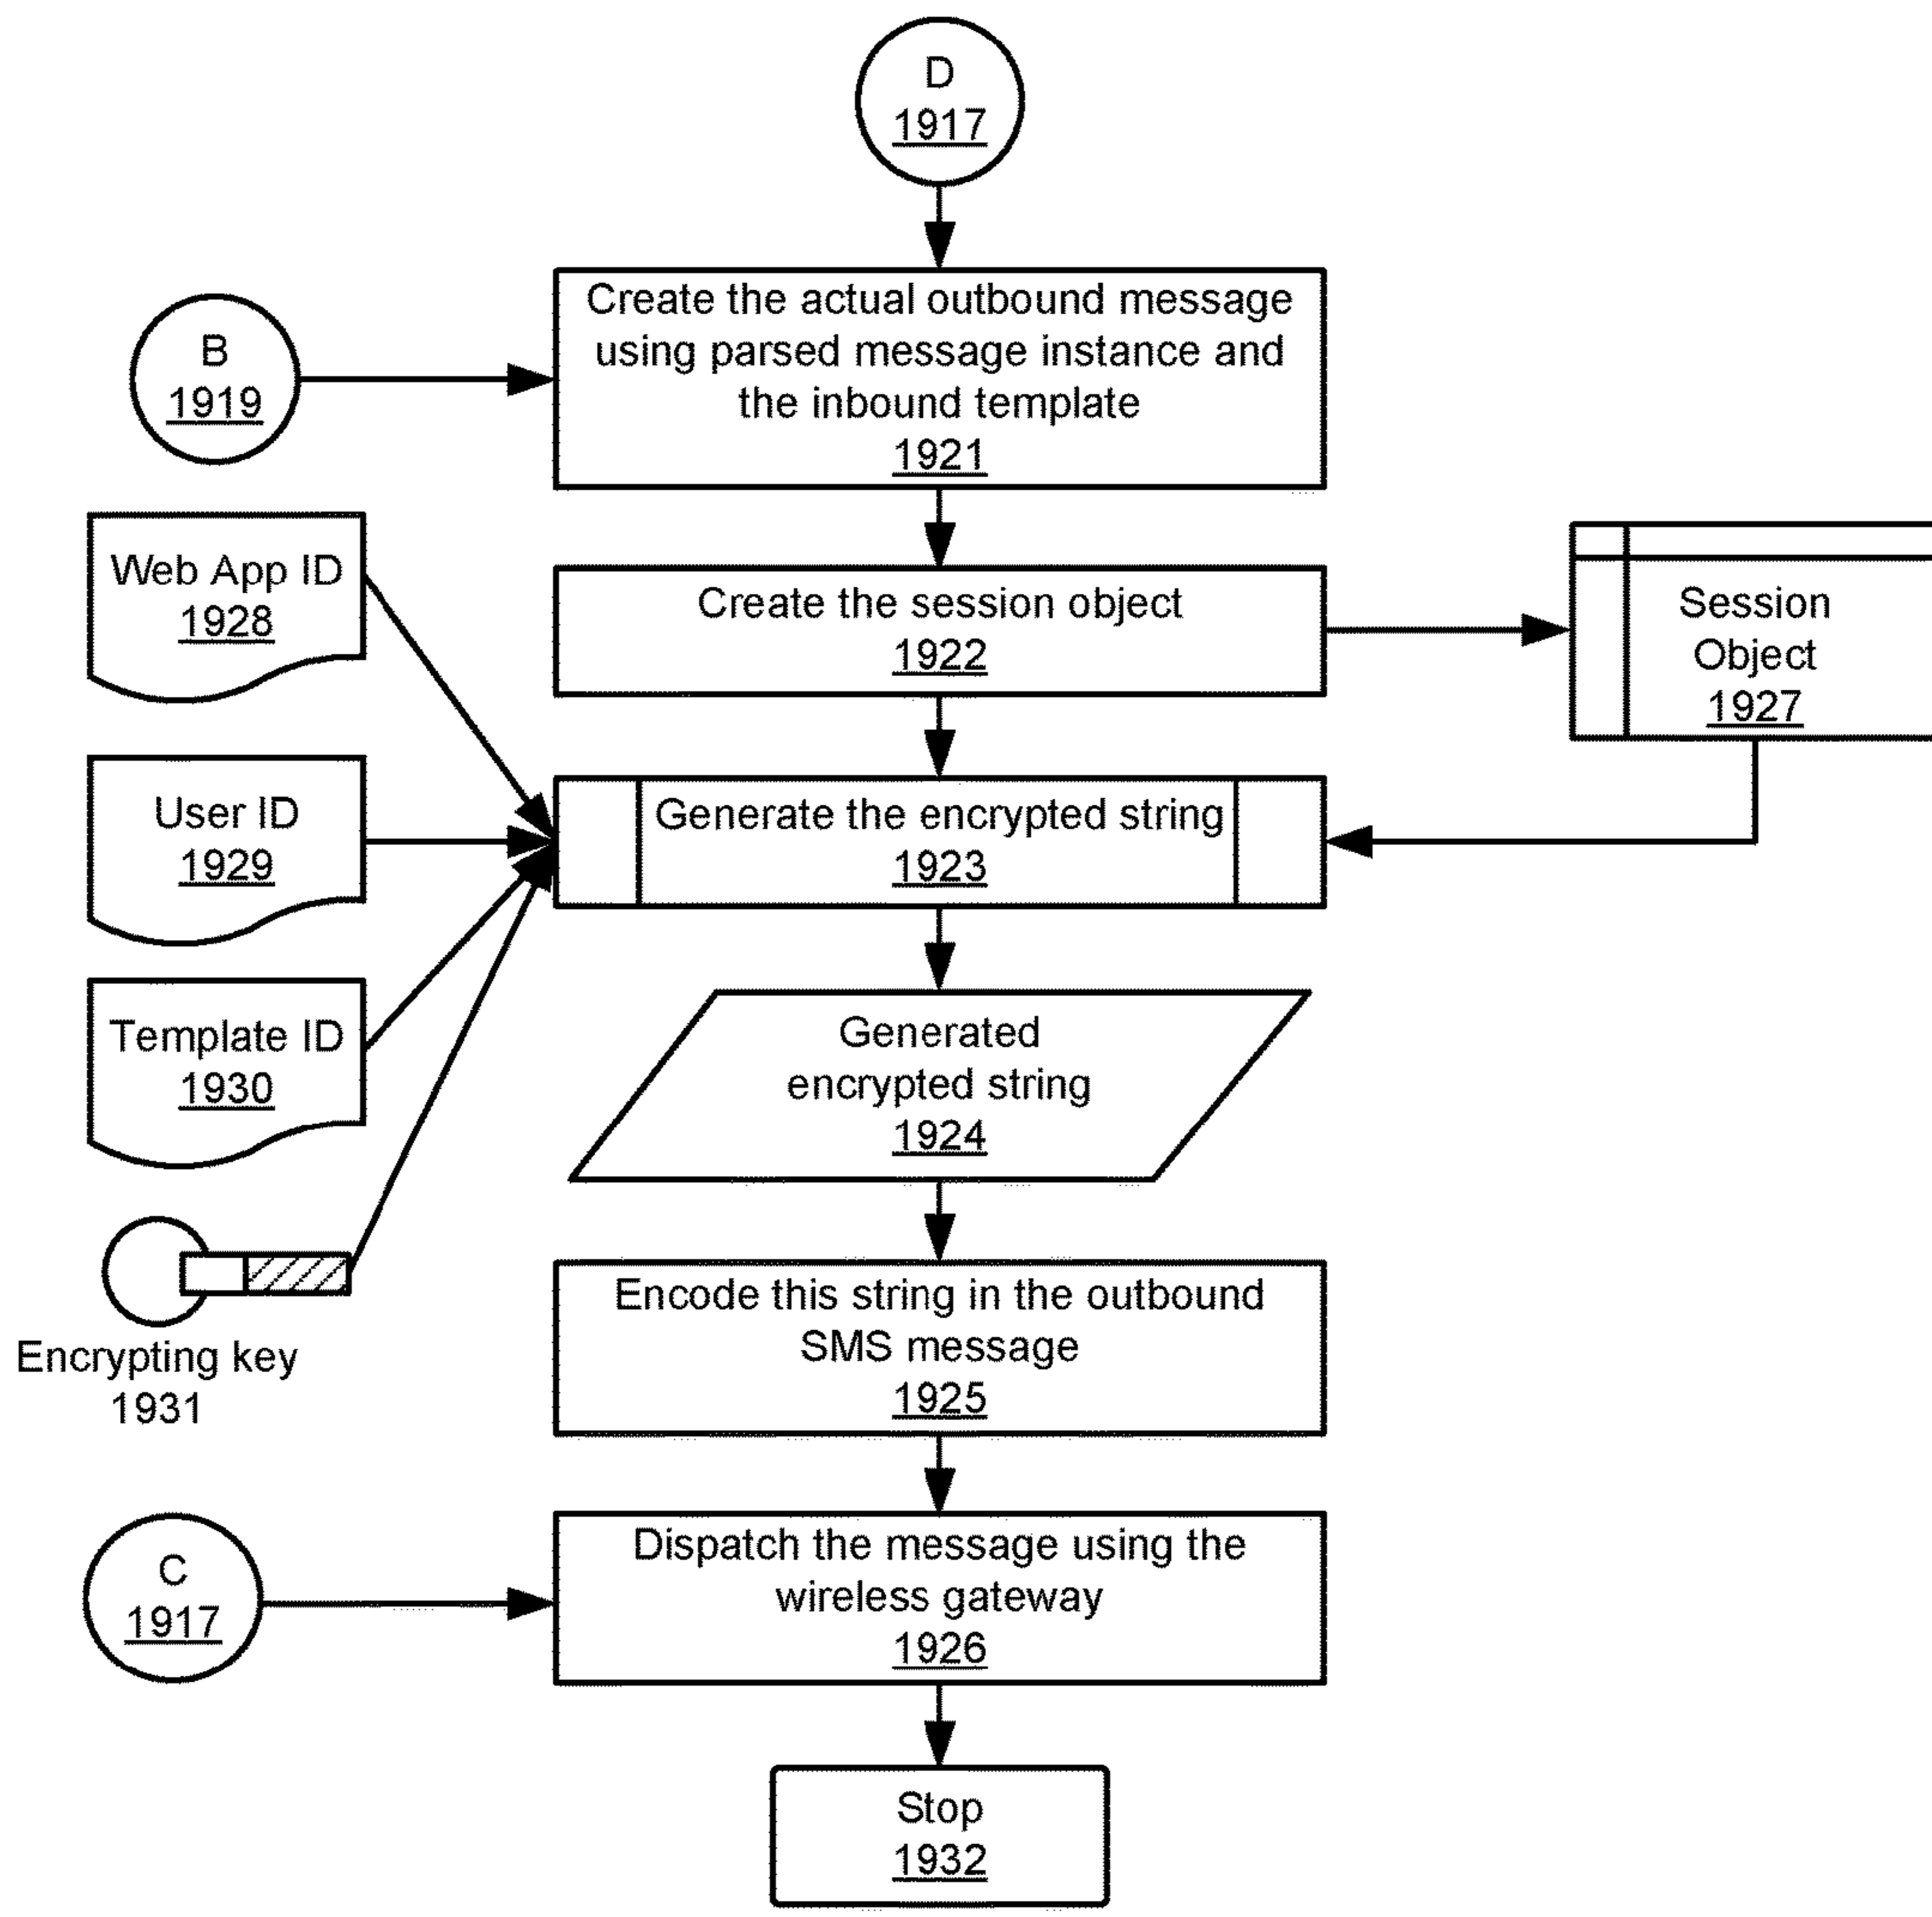 D
1917
Create the actual outbound message
using parsed message instance and
the inbound template
1921
B
1919
Web App ID
1928
Create the session object
1922
Session
Object
1927
User ID
1929
Generate the encrypted string
1923
Template ID
1930
Generated
encrypted string
1924
Encrypting key
1931
Encode this string in the outbound
SMS message
1925
C
1917
Dispatch the message using the
wireless gateway
1926
Stop
1932